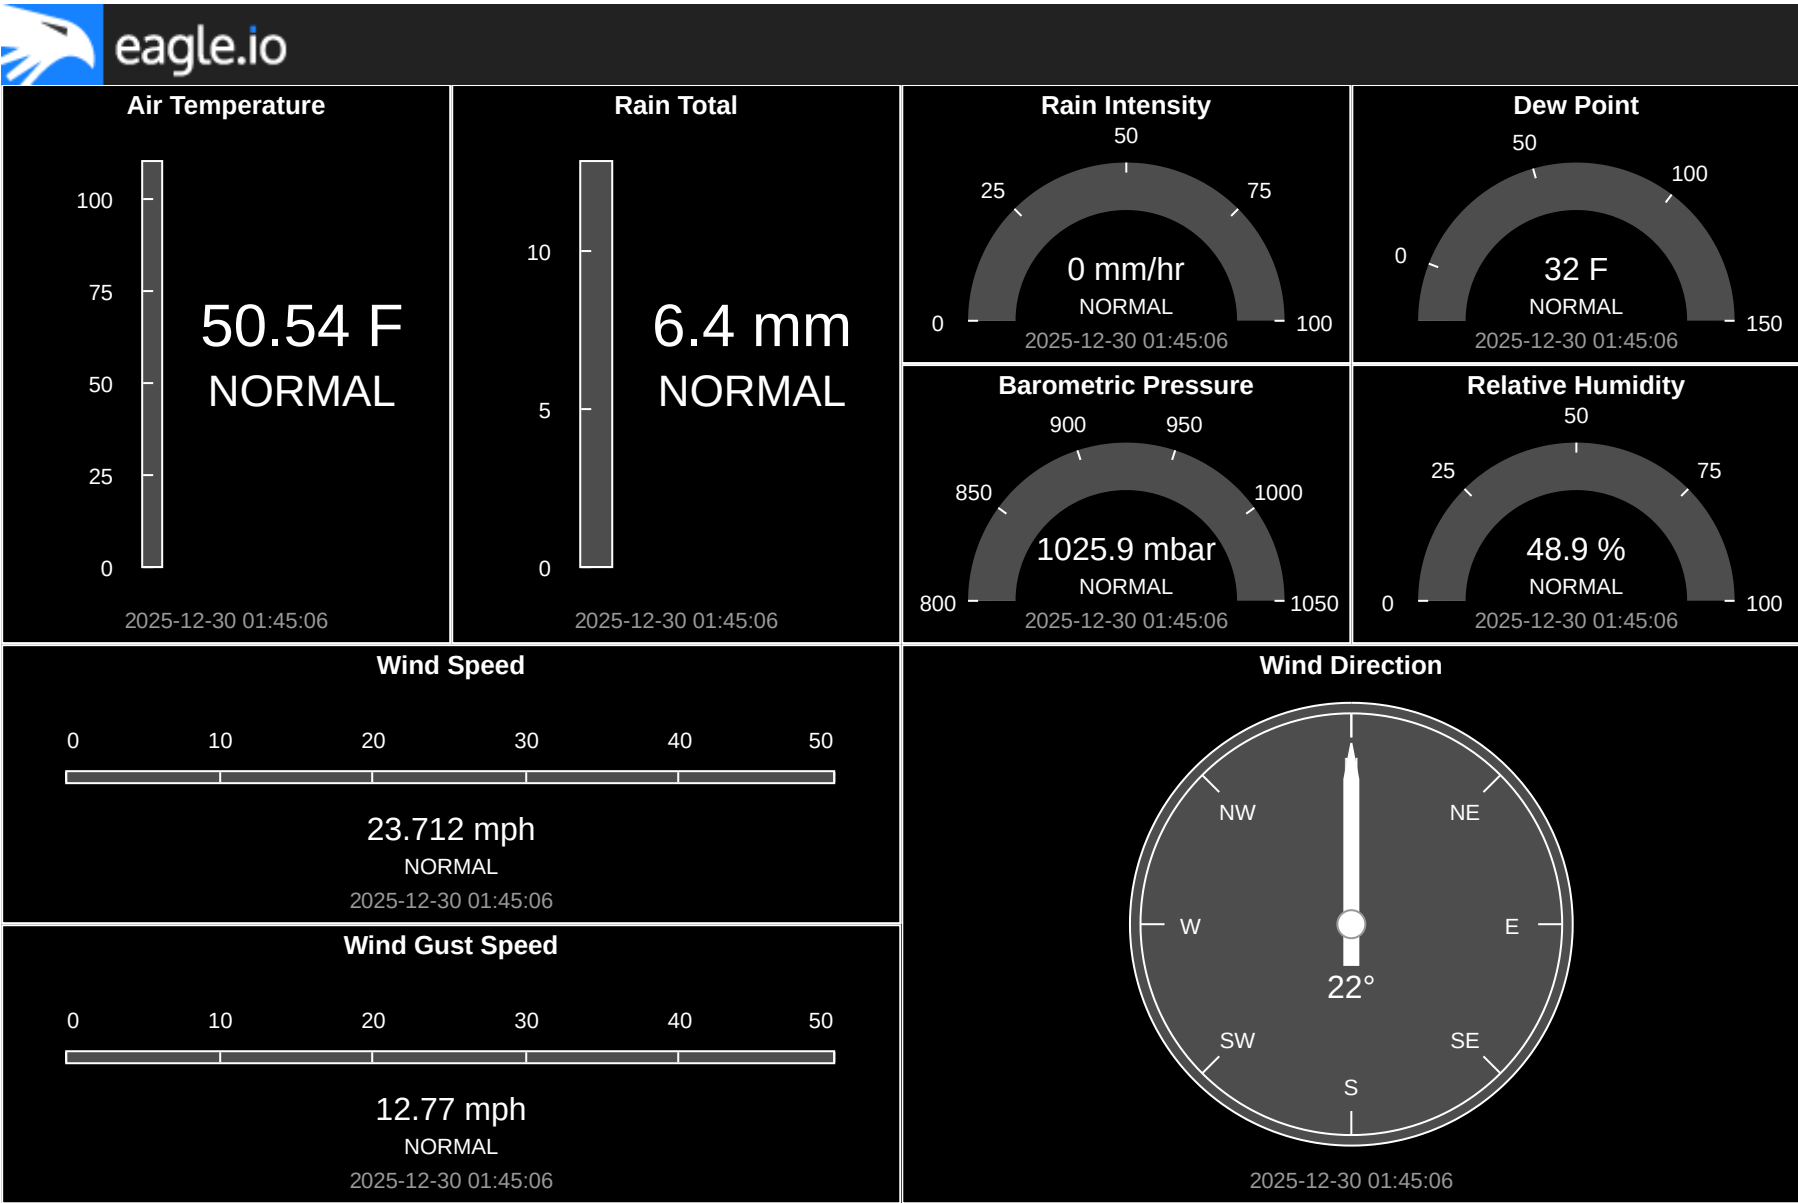 eagle.io
Air Temperature
100
75
50
25
0
50.54 F
NORMAL
2025-12-30 01:45:06
Rain Total
10
5
0
6.4 mm
NORMAL
2025-12-30 01:45:06
Rain Intensity
0
25
50
75
100
0 mm/hr
NORMAL
2025-12-30 01:45:06
Dew Point
0
50
100
150
32 F
NORMAL
2025-12-30 01:45:06
Barometric Pressure
800
850
900
950
1000
1050
1025.9 mbar
NORMAL
2025-12-30 01:45:06
Relative Humidity
0
25
50
75
100
48.9 %
NORMAL
2025-12-30 01:45:06
Wind Speed
0 10 20 30 40 50
23.712 mph
NORMAL
2025-12-30 01:45:06
Wind Gust Speed
0 10 20 30 40 50
12.77 mph
NORMAL
2025-12-30 01:45:06
Wind Direction
NW NE
W E
22°
SW SE
S
2025-12-30 01:45:06